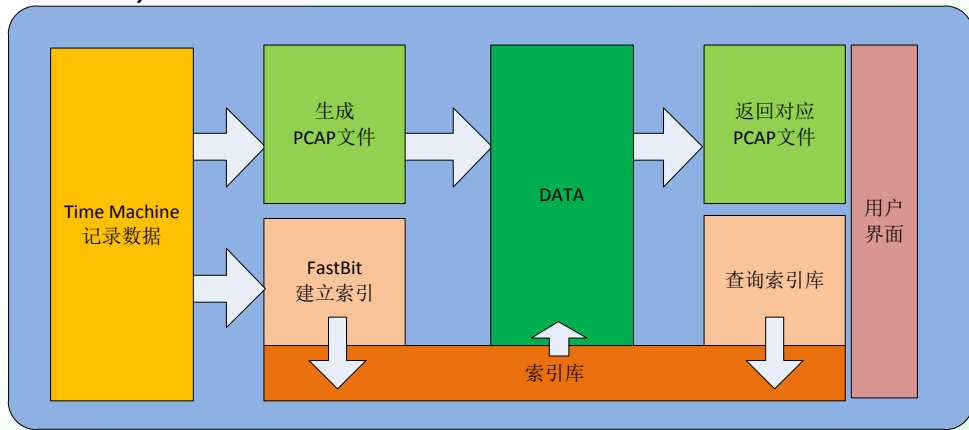 生成
PCAP文件
返回对应
PCAP文件
Time Machine
记录数据
DATA
用户
界面
FastBit
建立索引
查询索引库
索引库